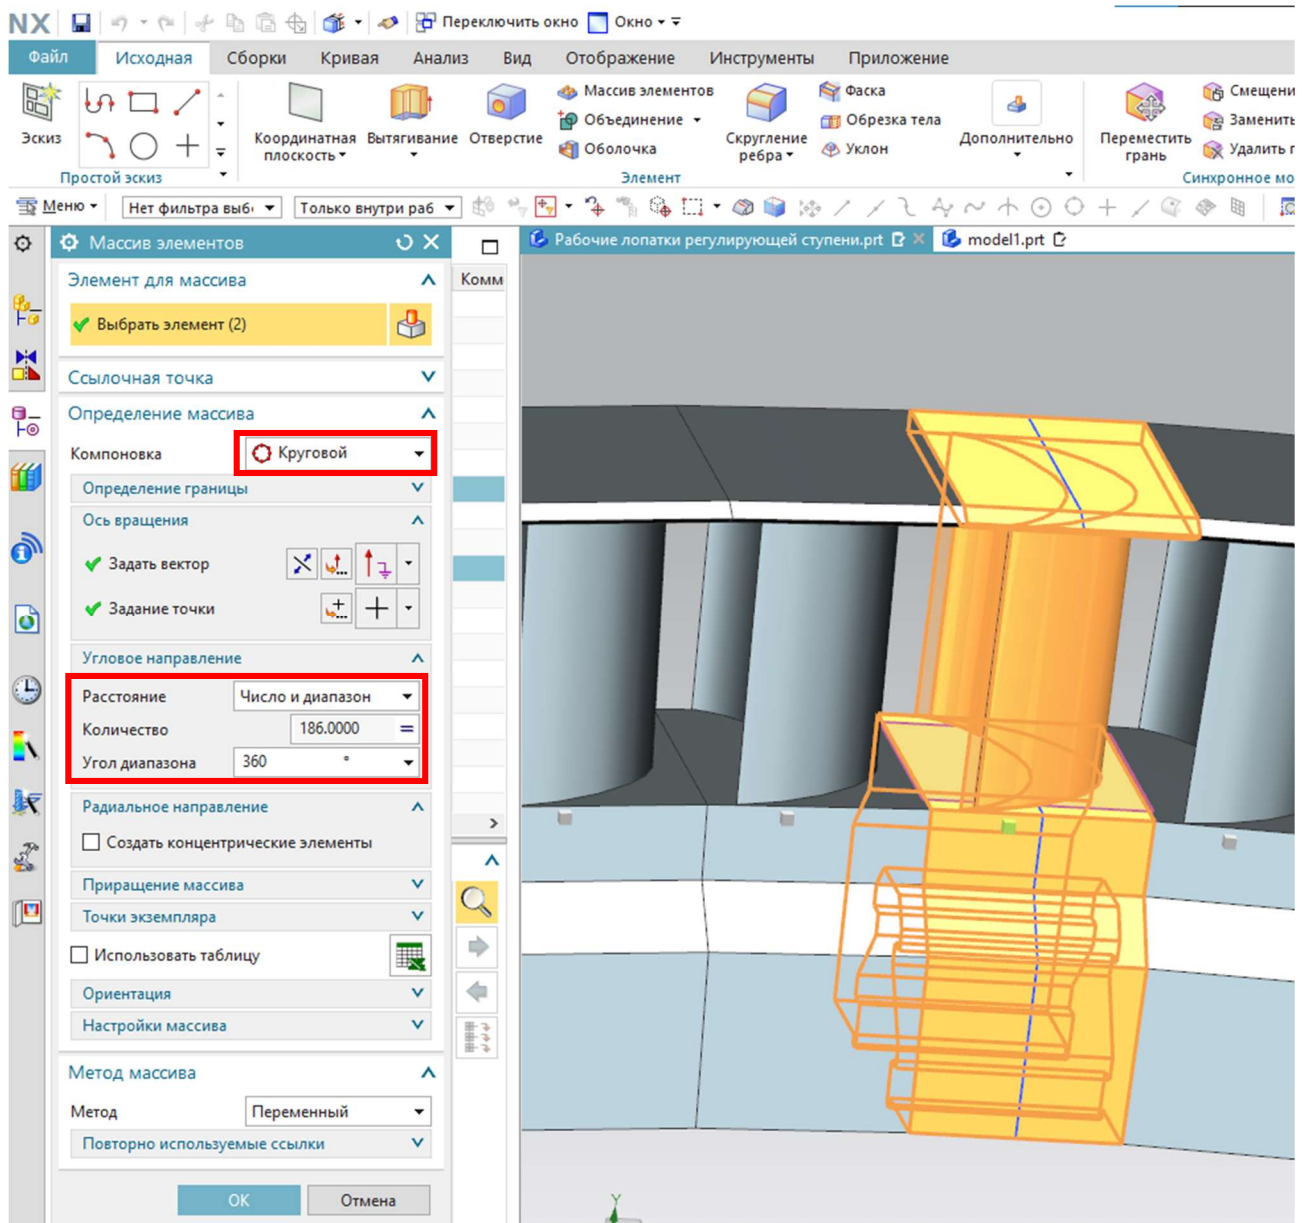 NX Переключить окно Окно
Файл Исходная Сборки Кривая Анализ Вид Отображение Инструменты Приложение
Эскиз
Простой эскиз
Координатная плоскость
Вытягивание
Отверстие
Массив элементов
Объединение
Оболочка
Скругление ребра
Фаска
Обрезка тела
Уклон
Дополнительно
Элемент
Переместить грань
Смещени
Заменить
Удалить г
Синхронное мо
Меню Нет фильтра выб Только внутри раб
Массив элементов
Рабочие лопатки регулирующей ступени.prt model1.prt
Комм
Элемент для массива
Выбрать элемент (2)
Ссылочная точка
Определение массива
Компоновка Круговой
Определение границы
Ось вращения
Задать вектор
Задание точки
Угловое направление
Расстояние Число и диапазон
Количество 186.0000 =
Угол диапазона 360 °
Радиальное направление
Создать концентрические элементы
Приращение массива
Точки экземпляра
Использовать таблицу
Ориентация
Настройки массива
Метод массива
Метод Переменный
Повторно используемые ссылки
OK Отмена
Y